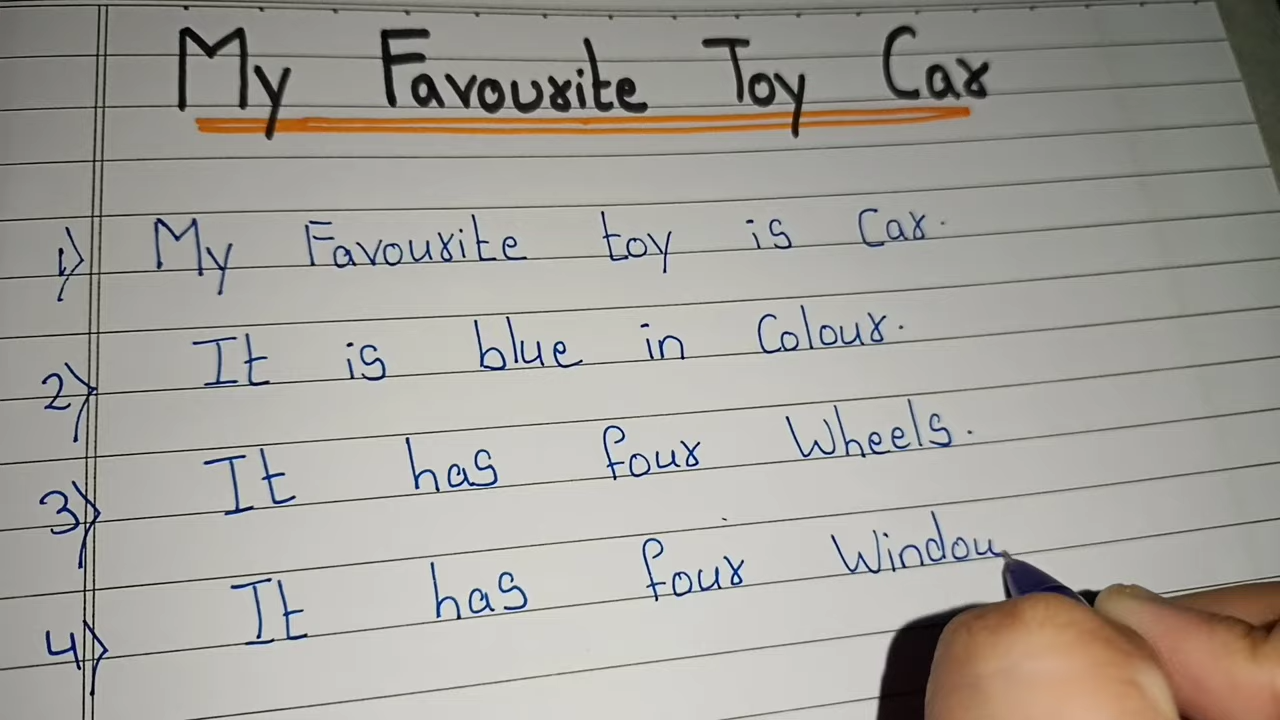 My Favourite Toy Car
1) My Favourite toy is Car.
2) It is blue in Colour.
3) It has four Wheels.
4) It has four Windou